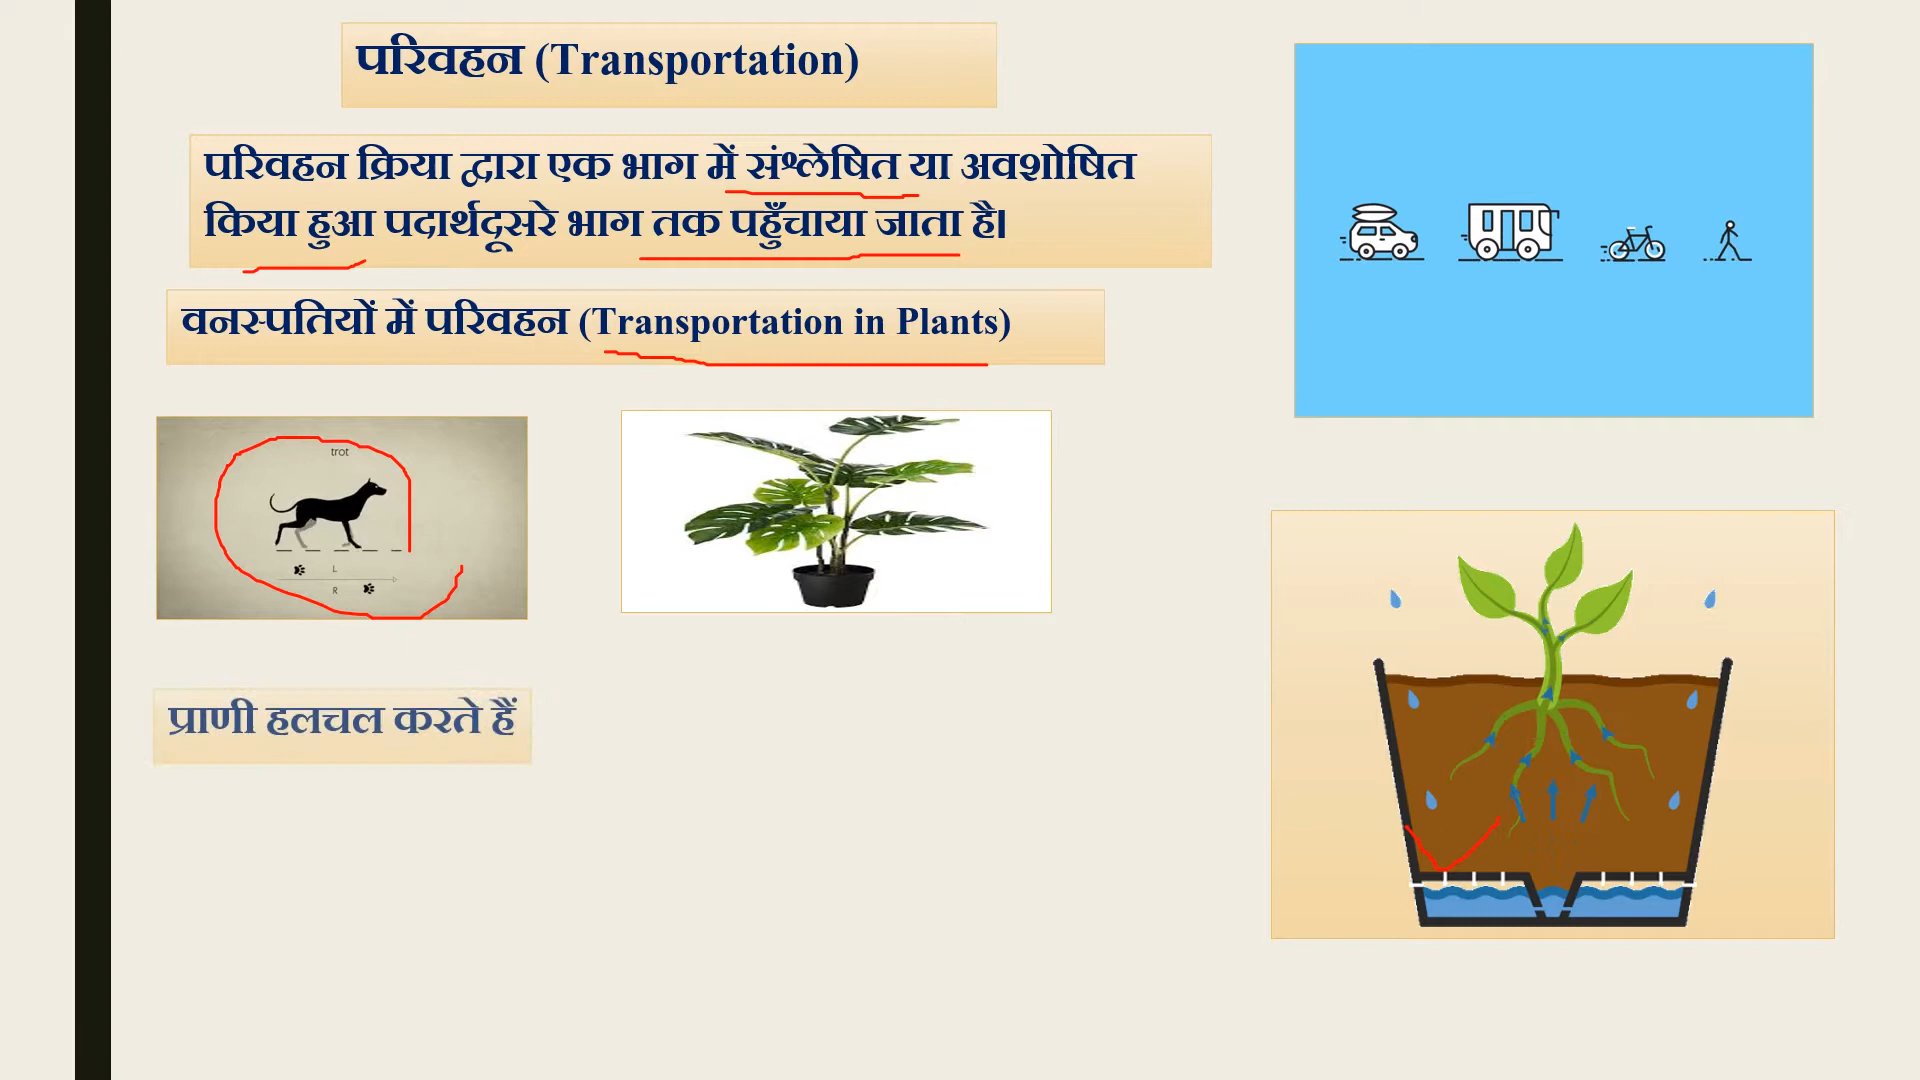 परिवहन (Transportation)
परिवहन क्रिया द्वारा एक भाग में संश्लेषित या अवशोषित
किया हुआ पदार्थदूसरे भाग तक पहुँचाया जाता है।
वनस्पतियों में परिवहन (Transportation in Plants)
trot
L
R
प्राणी हलचल करते हैं